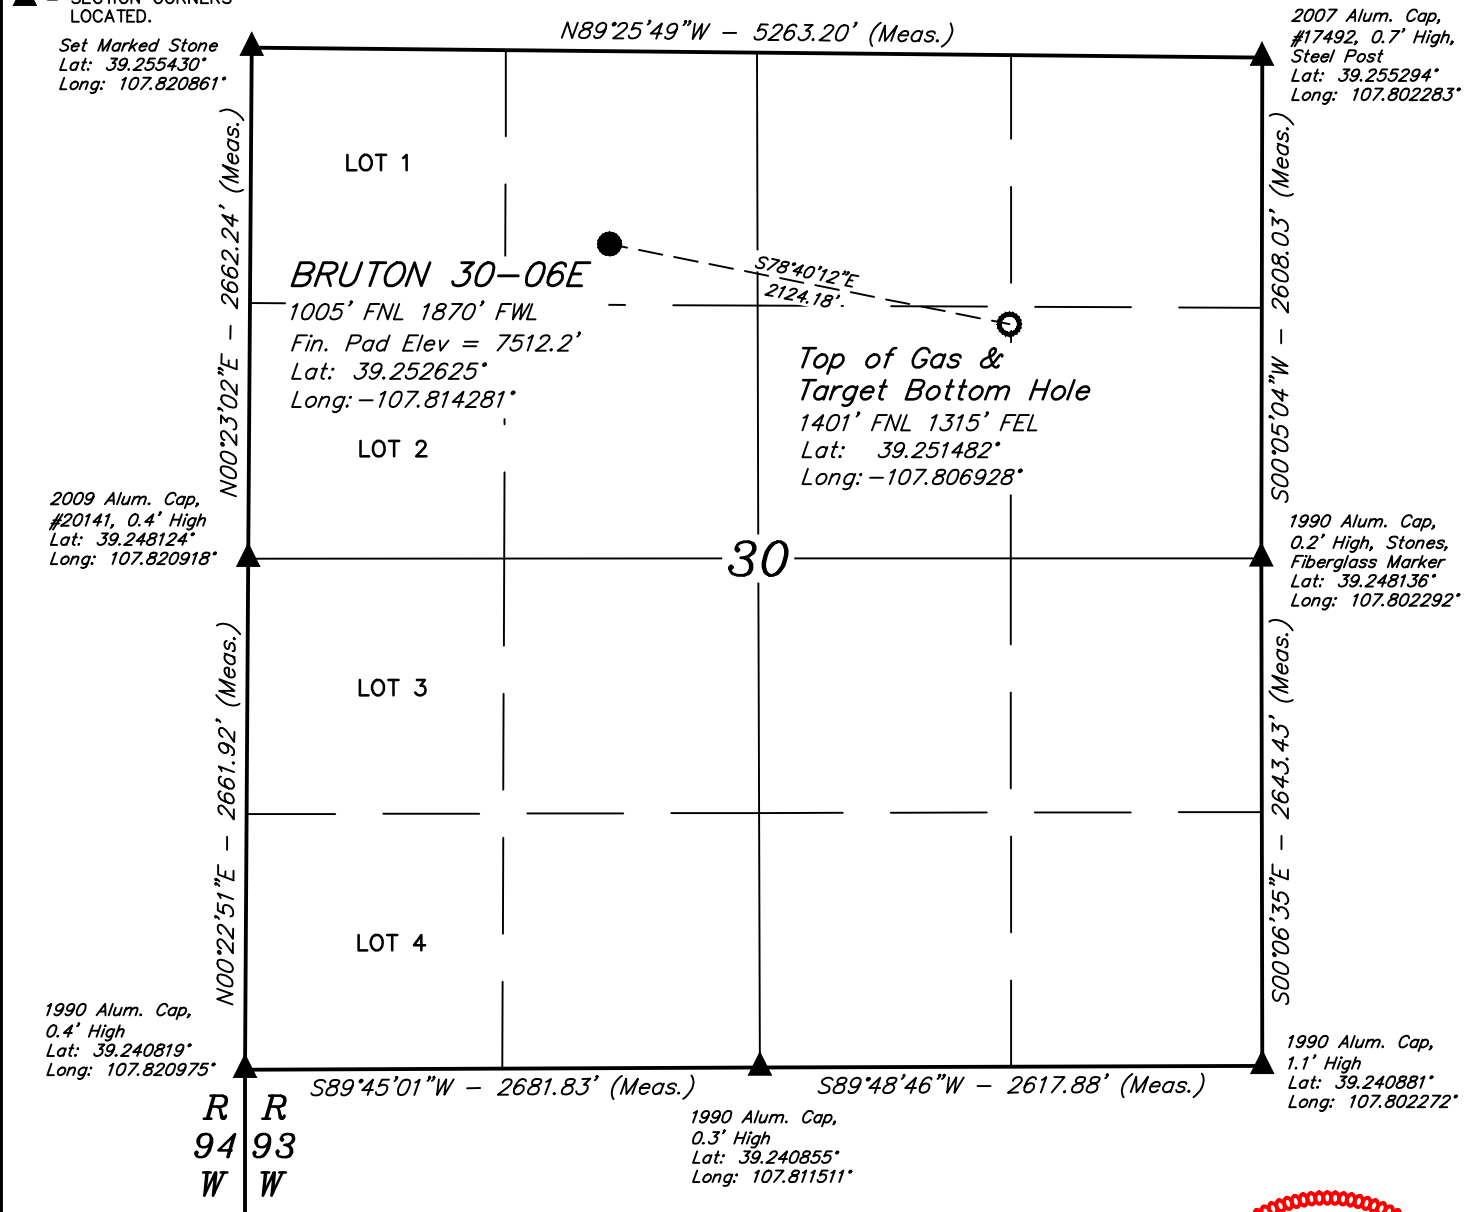 = SECTION CORNERS
LOCATED.
Set Marked Stone
Lat: 39.255430°
Long: 107.820861°
N89°25'49"W - 5263.20' (Meas.)
2007 Alum. Cap,
#17492, 0.7' High,
Steel Post
Lat: 39.255294°
Long: 107.802283°
N00°23'02"E - 2662.24' (Meas.)
LOT 1
S00°05'04"W - 2608.03' (Meas.)
BRUTON 30-06E
1005' FNL 1870' FWL
Fin. Pad Elev = 7512.2'
Lat: 39.252625°
Long: -107.814281°
S78°40'12"E
2124.18'
Top of Gas &
Target Bottom Hole
1401' FNL 1315' FEL
Lat: 39.251482°
Long: -107.806928°
LOT 2
2009 Alum. Cap,
#20141, 0.4' High
Lat: 39.248124°
Long: 107.820918°
30
1990 Alum. Cap,
0.2' High, Stones,
Fiberglass Marker
Lat: 39.248136°
Long: 107.802292°
N00°22'51"E - 2661.92' (Meas.)
LOT 3
S00°06'35"E - 2643.43' (Meas.)
LOT 4
1990 Alum. Cap,
0.4' High
Lat: 39.240819°
Long: 107.820975°
S89°45'01"W - 2681.83' (Meas.)
S89°48'46"W - 2617.88' (Meas.)
1990 Alum. Cap,
1.1' High
Lat: 39.240881°
Long: 107.802272°
1990 Alum. Cap,
0.3' High
Lat: 39.240855°
Long: 107.811511°
R R
94 93
W W